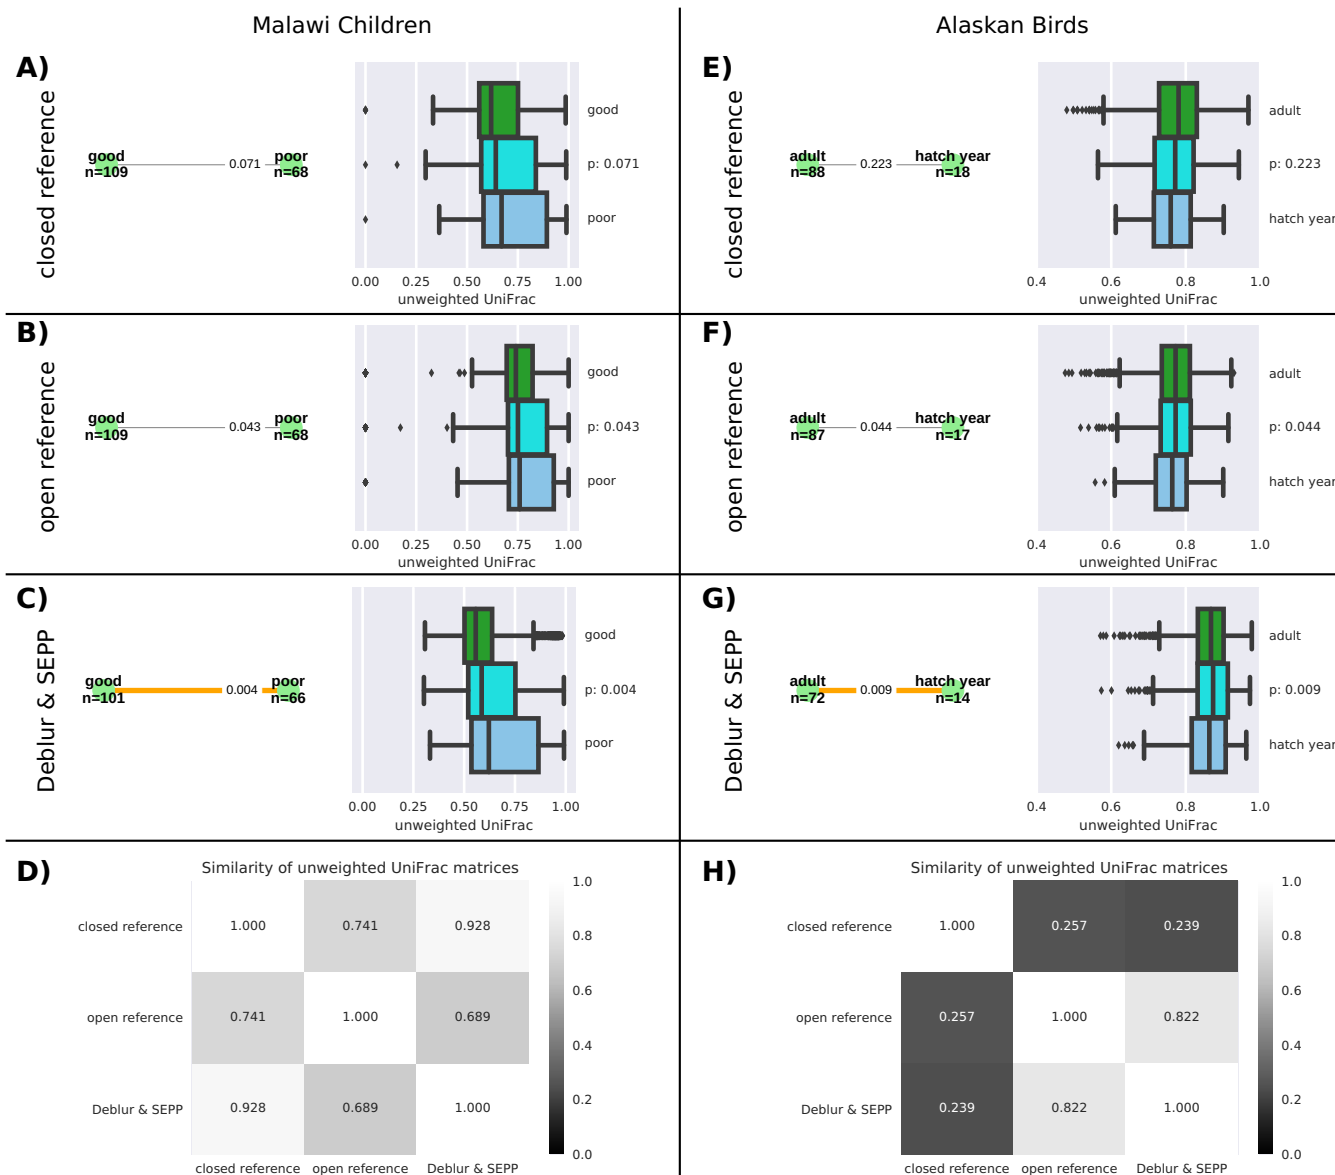 Malawi Children
Alaskan Birds
A)
closed reference
good
n=109
0.071
poor
n=68
good
p: 0.071
poor
0.00 0.25 0.50 0.75 1.00
unweighted UniFrac
E)
closed reference
adult
n=88
0.223
hatch year
n=18
adult
p: 0.223
hatch year
0.4 0.6 0.8 1.0
unweighted UniFrac
B)
open reference
good
n=109
0.043
poor
n=68
good
p: 0.043
poor
0.00 0.25 0.50 0.75 1.00
unweighted UniFrac
F)
open reference
adult
n=87
0.044
hatch year
n=17
adult
p: 0.044
hatch year
0.4 0.6 0.8 1.0
unweighted UniFrac
C)
Deblur & SEPP
good
n=101
0.004
poor
n=66
good
p: 0.004
poor
0.00 0.25 0.50 0.75 1.00
unweighted UniFrac
G)
Deblur & SEPP
adult
n=72
0.009
hatch year
n=14
adult
p: 0.009
hatch year
0.4 0.6 0.8 1.0
unweighted UniFrac
D)
Similarity of unweighted UniFrac matrices
closed reference 1.000 0.741 0.928
open reference 0.741 1.000 0.689
Deblur & SEPP 0.928 0.689 1.000
closed reference open reference Deblur & SEPP
1.0
0.8
0.6
0.4
0.2
0.0
H)
Similarity of unweighted UniFrac matrices
closed reference 1.000 0.257 0.239
open reference 0.257 1.000 0.822
Deblur & SEPP 0.239 0.822 1.000
closed reference open reference Deblur & SEPP
1.0
0.8
0.6
0.4
0.2
0.0